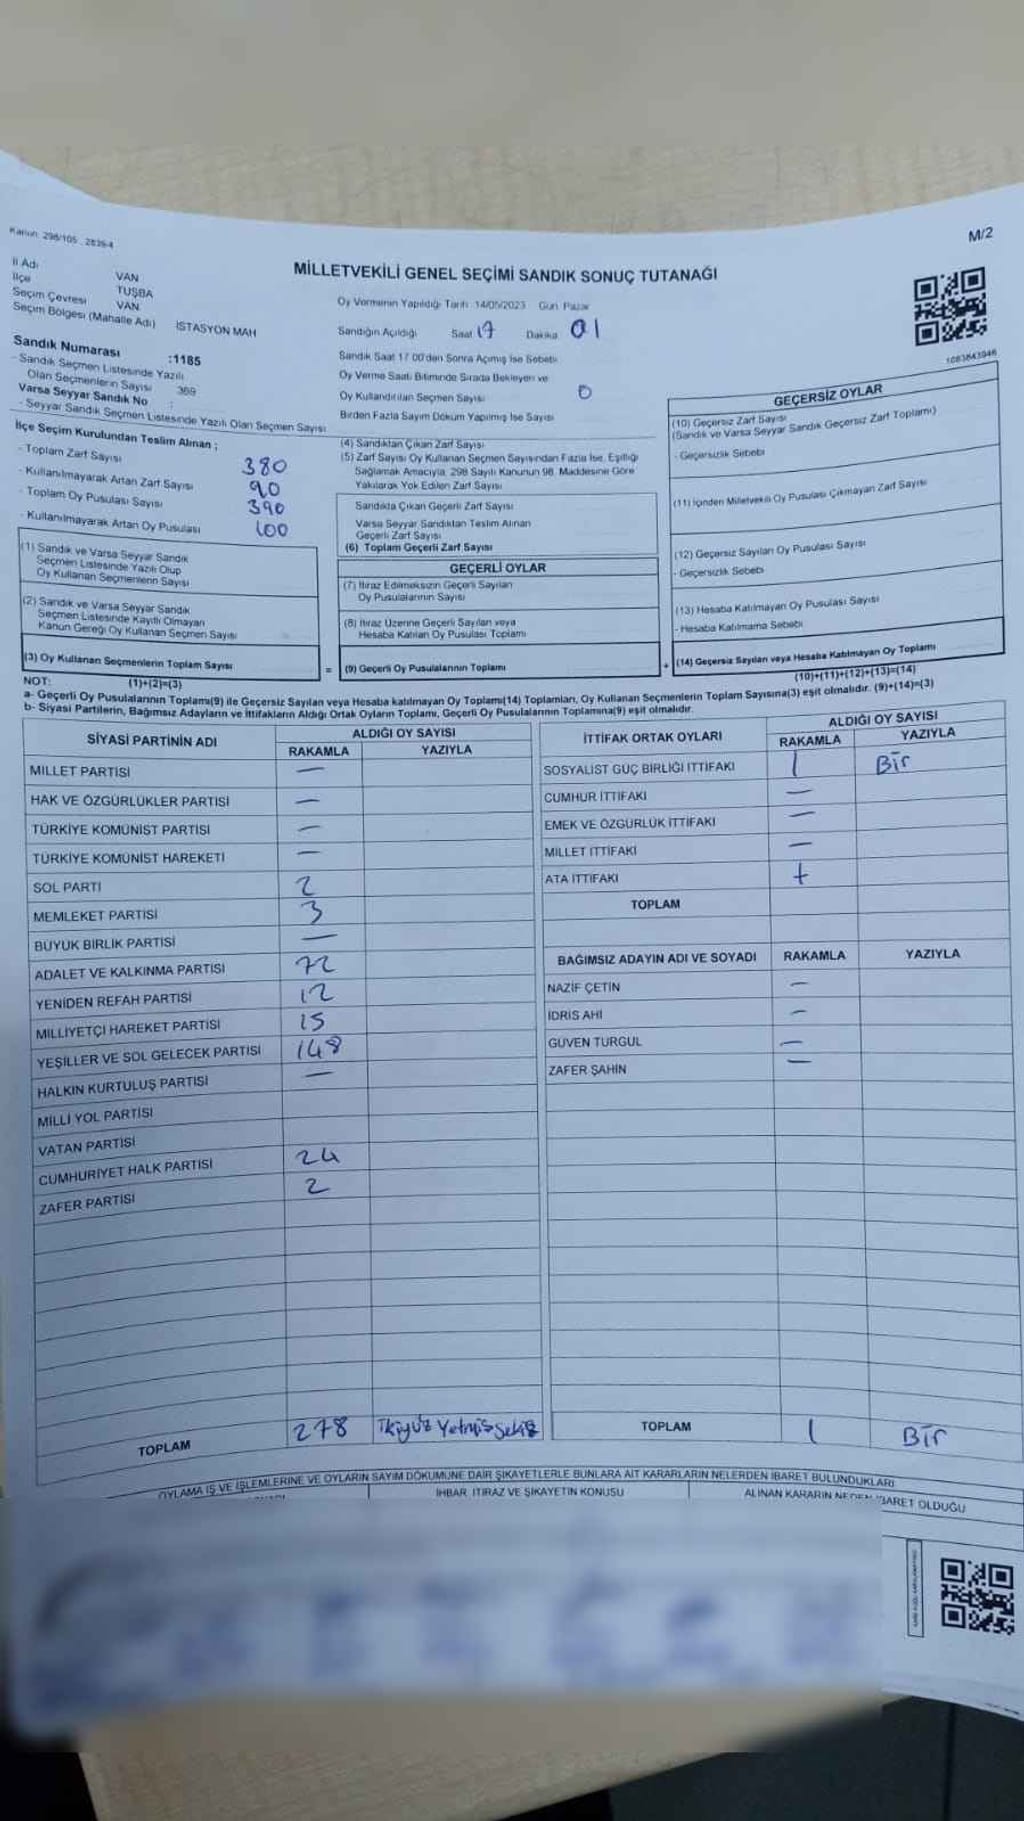 Kanun: 298/105 , 2839/4
M/2
MİLLETVEKİLİ GENEL SEÇİMİ SANDIK SONUÇ TUTANAĞI
İl Adı VAN
İlçe TUŞBA
Seçim Çevresi VAN
Seçim Bölgesi (Mahalle Adı) İSTASYON MAH
Sandık Numarası :1185
- Sandık Seçmen Listesinde Yazılı
Olan Seçmenlerin Sayısı 369
Varsa Seyyar Sandık No :
- Seyyar Sandık Seçmen Listesinde Yazılı Olan Seçmen Sayısı
Oy Vermenin Yapıldığı Tarih: 14/05/2023 Gün: Pazar
Sandığın Açıldığı Saat 17 Dakika 01
Sandık Saat 17:00'den Sonra Açımış İse Sebebi
Oy Verme Saati Bitiminde Sırada Bekleyen ve
Oy Kullandırılan Seçmen Sayısı 0
Birden Fazla Sayım Döküm Yapılmış İse Sayısı
1083843946
İlçe Seçim Kurulundan Teslim Alınan ;
- Toplam Zarf Sayısı 380
- Kullanılmayarak Artan Zarf Sayısı 90
- Toplam Oy Pusulası Sayısı 390
- Kullanılmayarak Artan Oy Pusulası 100
(1) Sandık ve Varsa Seyyar Sandık
Seçmen Listesinde Yazılı Olup
Oy Kullanan Seçmenlerin Sayısı
(2) Sandık ve Varsa Seyyar Sandık
Seçmen Listesinde Kayıtlı Olmayan
Kanun Gereği Oy Kullanan Seçmen Sayısı
(3) Oy Kullanan Seçmenlerin Toplam Sayısı
(4) Sandıktan Çıkan Zarf Sayısı
(5) Zarf Sayısı Oy Kullanan Seçmen Sayısından Fazla İse, Eşitliği
Sağlamak Amacıyla, 298 Sayılı Kanunun 98. Maddesine Göre
Yakılarak Yok Edilen Zarf Sayısı
Sandıkta Çıkan Geçerli Zarf Sayısı
Varsa Seyyar Sandıktan Teslim Alınan
Geçerli Zarf Sayısı
(6) Toplam Geçerli Zarf Sayısı
GEÇERLİ OYLAR
(7) İtiraz Edilmeksizin Geçerli Sayılan
Oy Pusulalarının Sayısı
(8) İtiraz Üzerine Geçerli Sayılan veya
Hesaba Katılan Oy Pusulası Toplamı
= (9) Geçerli Oy Pusulalarının Toplamı
GEÇERSİZ OYLAR
(10) Geçersiz Zarf Sayısı
(Sandık ve Varsa Seyyar Sandık Geçersiz Zarf Toplamı)
- Geçersizlik Sebebi
(11) İçinden Milletvekili Oy Pusulası Çıkmayan Zarf Sayısı
(12) Geçersiz Sayılan Oy Pusulası Sayısı
- Geçersizlik Sebebi
(13) Hesaba Katılmayan Oy Pusulası Sayısı
- Hesaba Katılmama Sebebi
+ (14) Geçersiz Sayılan veya Hesaba Katılmayan Oy Toplamı
NOT: (1)+(2)=(3) (10)+(11)+(12)+(13)=(14)
a- Geçerli Oy Pusulalarının Toplamı(9) ile Geçersiz Sayılan veya Hesaba katılmayan Oy Toplamı(14) Toplamları, Oy Kullanan Seçmenlerin Toplam Sayısına(3) eşit olmalıdır. (9)+(14)=(3)
b- Siyasi Partilerin, Bağımsız Adayların ve İttifakların Aldığı Ortak Oyların Toplamı, Geçerli Oy Pusulalarının Toplamına(9) eşit olmalıdır.
SİYASİ PARTİNİN ADI ALDIĞI OY SAYISI
RAKAMLA YAZIYLA
MİLLET PARTİSİ —
HAK VE ÖZGÜRLÜKLER PARTİSİ —
TÜRKİYE KOMÜNİST PARTİSİ —
TÜRKİYE KOMÜNİST HAREKETİ —
SOL PARTİ 2
MEMLEKET PARTİSİ 3
BÜYÜK BİRLİK PARTİSİ —
ADALET VE KALKINMA PARTİSİ 72
YENİDEN REFAH PARTİSİ 12
MİLLİYETÇİ HAREKET PARTİSİ 15
YEŞİLLER VE SOL GELECEK PARTİSİ 148
HALKIN KURTULUŞ PARTİSİ —
MİLLİ YOL PARTİSİ
VATAN PARTİSİ
CUMHURİYET HALK PARTİSİ 24
ZAFER PARTİSİ 2
TOPLAM 278 İkiyüz Yetmiş sekiz
İTTİFAK ORTAK OYLARI ALDIĞI OY SAYISI
RAKAMLA YAZIYLA
SOSYALİST GÜÇ BİRLİĞİ İTTİFAKI 1 Bir
CUMHUR İTTİFAKI —
EMEK VE ÖZGÜRLÜK İTTİFAKI —
MİLLET İTTİFAKI —
ATA İTTİFAKI +
TOPLAM
BAĞIMSIZ ADAYIN ADI VE SOYADI RAKAMLA YAZIYLA
NAZİF ÇETİN —
İDRİS AHİ —
GÜVEN TURGUL —
ZAFER ŞAHİN —
TOPLAM 1 Bir
OYLAMA İŞ VE İŞLEMLERİNE VE OYLARIN SAYIM DÖKÜMÜNE DAİR ŞİKAYETLERLE BUNLARA AİT KARARLARIN NELERDEN İBARET BULUNDUKLARI
İHBAR, İTİRAZ VE ŞİKAYETİN KONUSU
ALINAN KARARIN NEDEN İBARET OLDUĞU